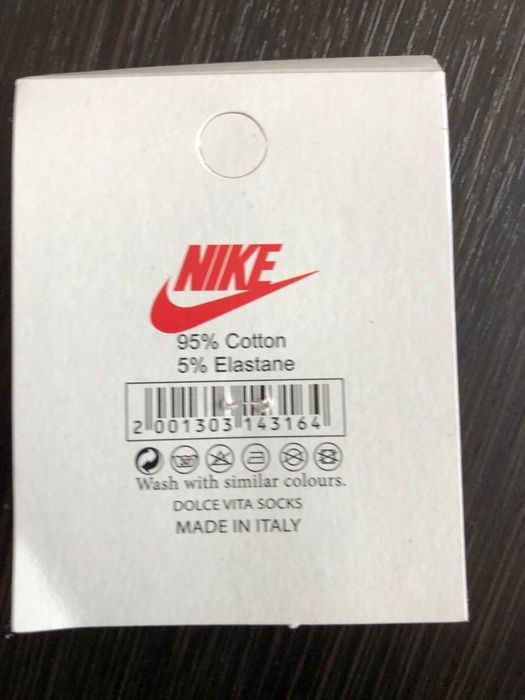 NIKE
95% Cotton
5% Elastane
2 001303 143164
Wash with similar colours.
DOLCE VITA SOCKS
MADE IN ITALY